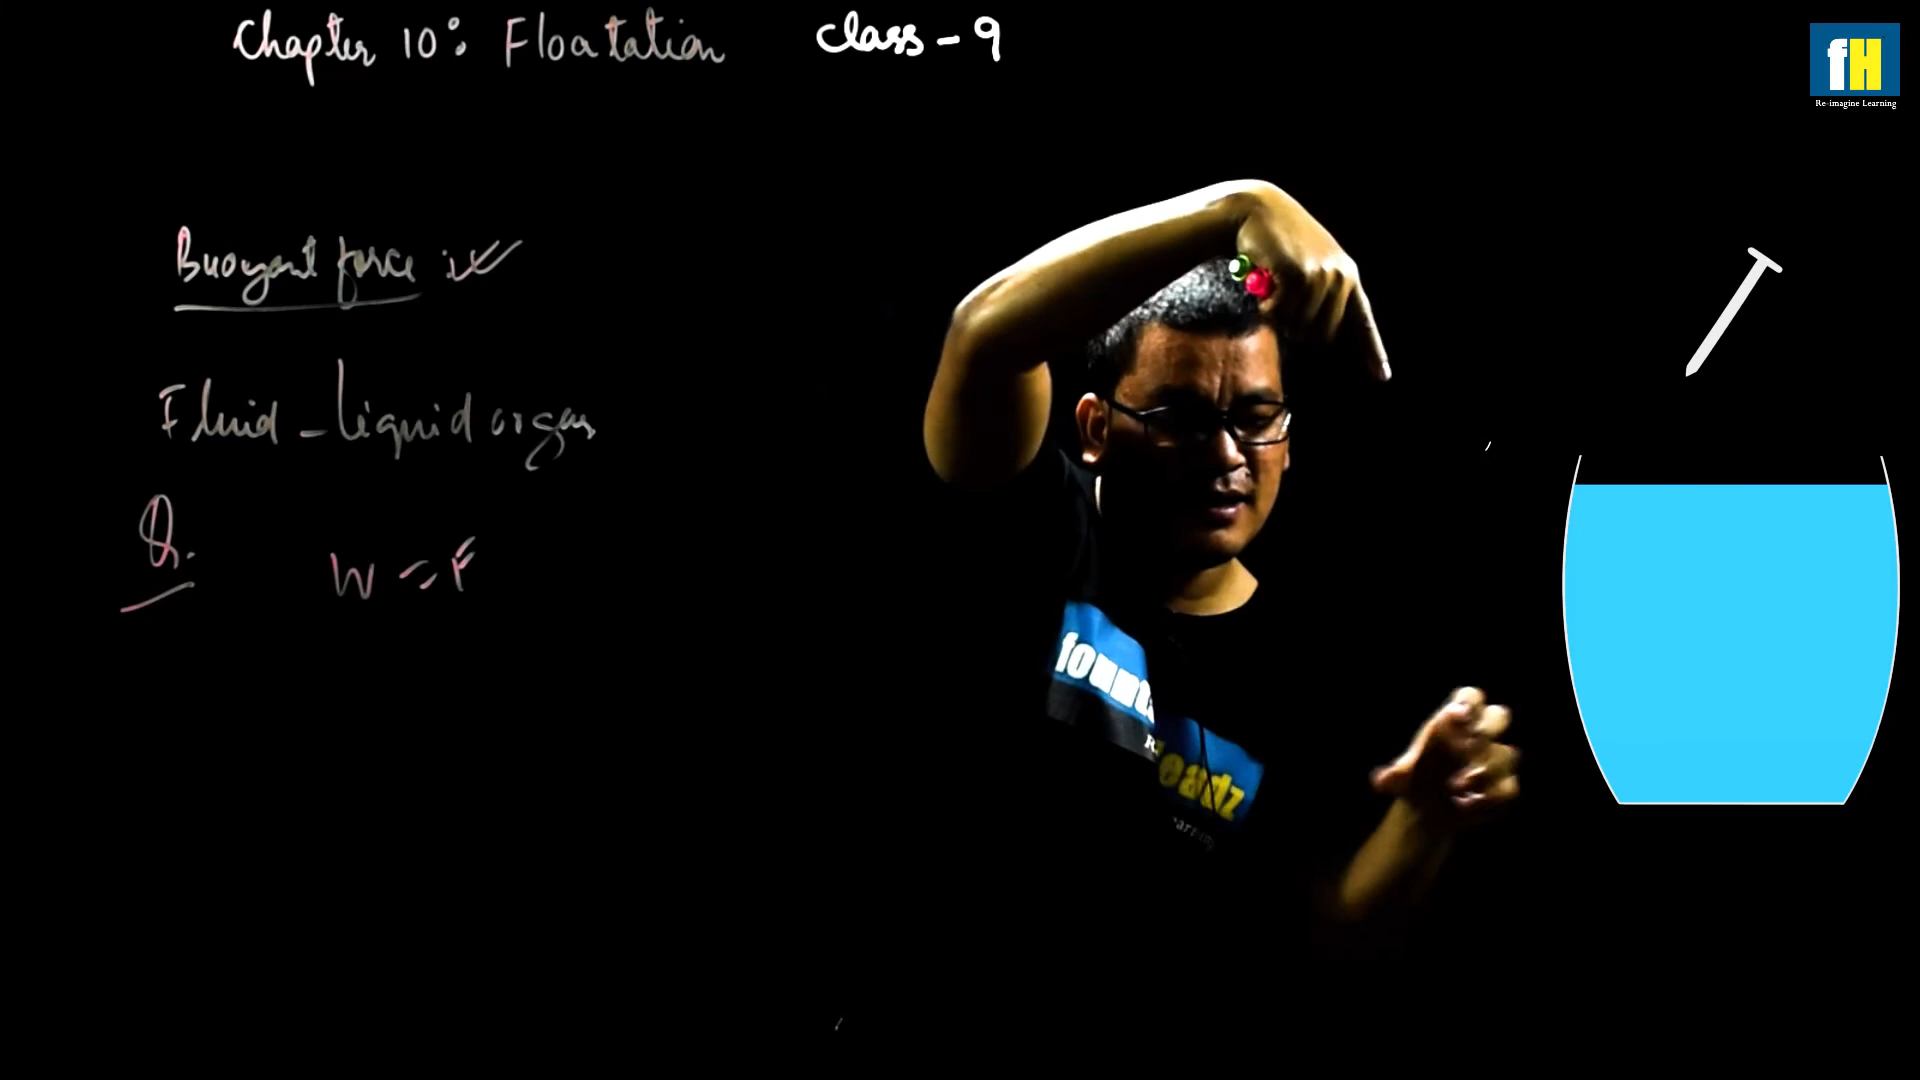 Chapter 10: Floatation class - 9
fH
Re-imagine Learning
Buoyant force :
Fluid - liquid or gas
Q.
W = F